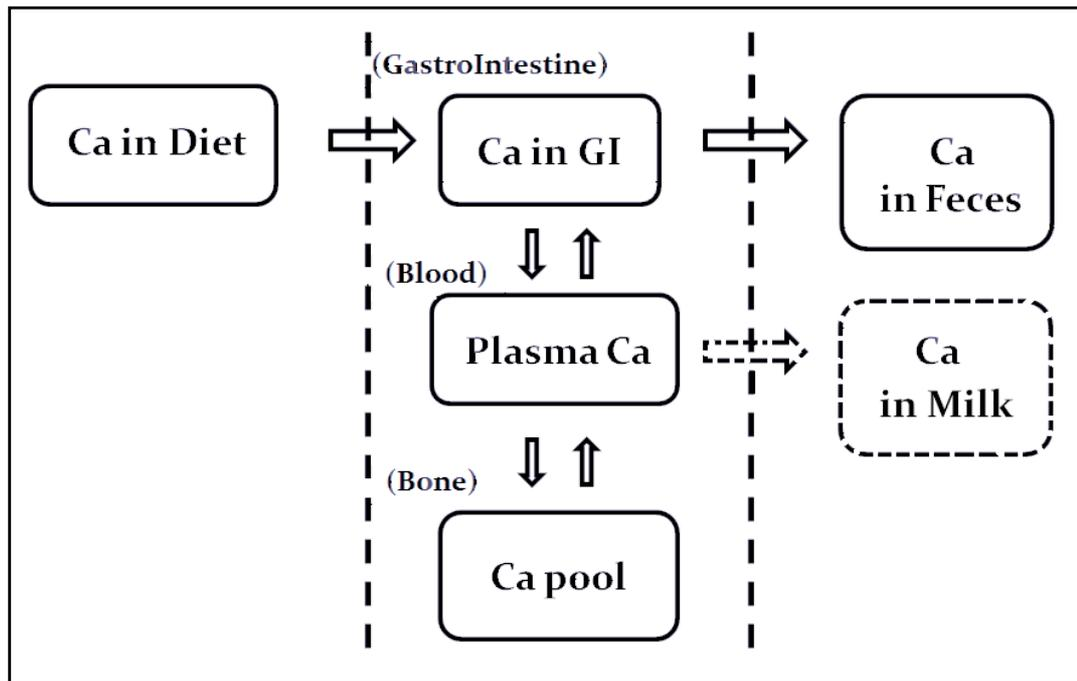 (GastroIntestine)
Ca in Diet
Ca in GI
Ca
in Feces
(Blood)
Plasma Ca
Ca
in Milk
(Bone)
Ca pool